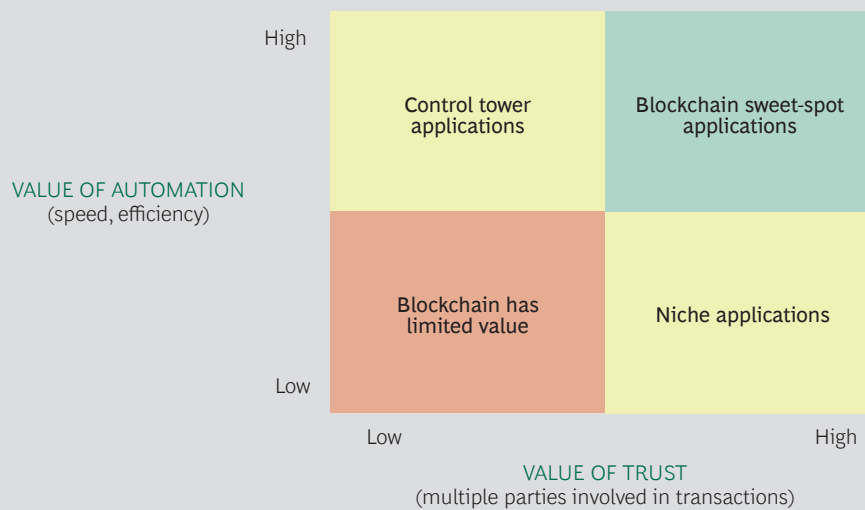 High
Control tower
applications
Blockchain sweet-spot
applications
VALUE OF AUTOMATION
(speed, efficiency)
Blockchain has
limited value
Niche applications
Low
Low
High
VALUE OF TRUST
(multiple parties involved in transactions)